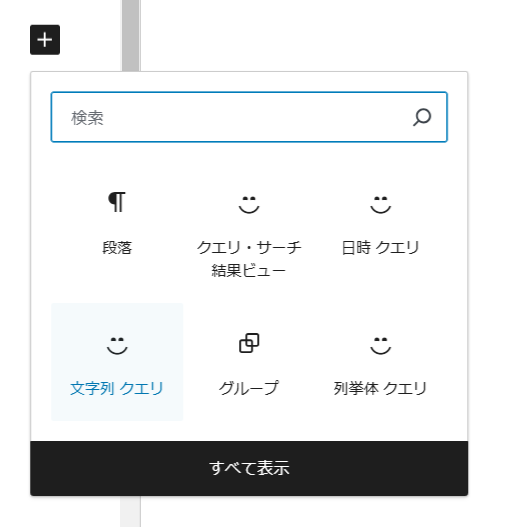 検索
段落
クエリ・サーチ
結果ビュー
日時 クエリ
文字列 クエリ
グループ
列挙体 クエリ
すべて表示